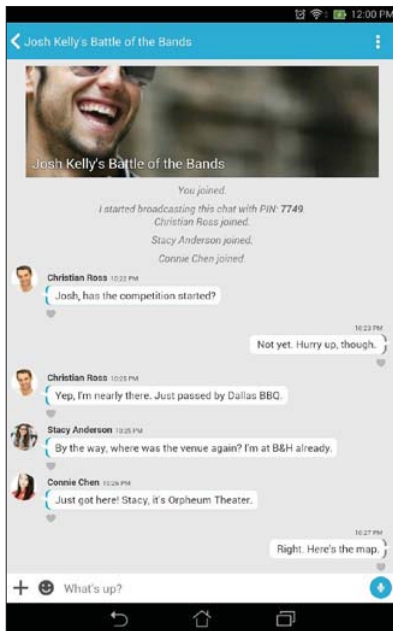 12:00 PM
Josh Kelly's Battle of the Bands
Josh Kelly's Battle of the Bands
You joined.
I started broadcasting this chat with PIN: 7749
Christian Ross joined.
Stacy Anderson joined.
Connie Chen joined.
Christian Ross 10:22 PM
Josh, has the competition started?
10:23 PM
Not yet. Hurry up, though.
Christian Ross 10:25 PM
Yep, I'm nearly there. Just passed by Dallas BBQ.
Stacy Anderson 10:25 PM
By the way, where was the venue again? I'm at B&H already.
Connie Chen 10:26 PM
Just got here! Stacy, it's Orpheum Theater.
10:27 PM
Right. Here's the map.
What's up?